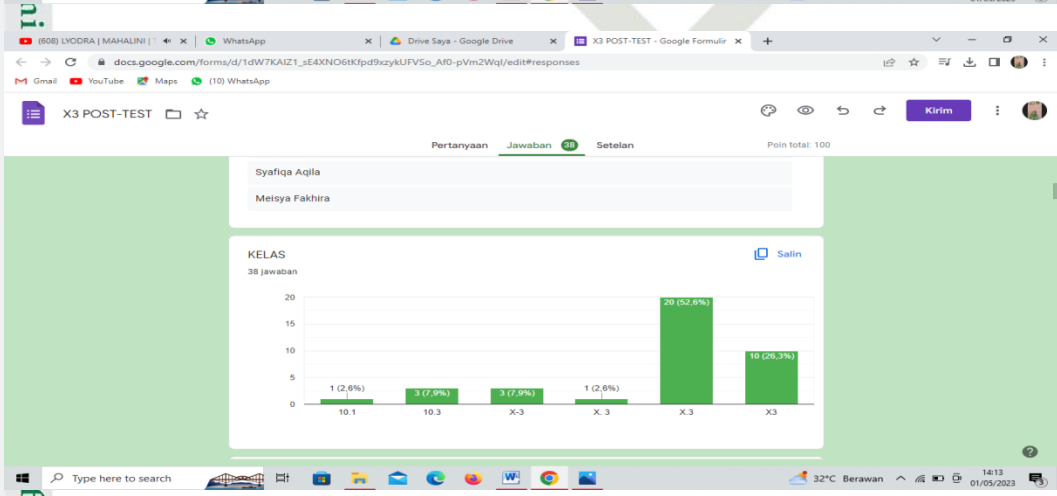 (608) LYODRA | MAHALINI | T
WhatsApp
Drive Saya - Google Drive
X3 POST-TEST - Google Formulir
docs.google.com/forms/d/1dW7KAIZ1_sE4XNO6tKfpd9xzykUFVSo_Af0-pVm2WqI/edit#responses
Gmail
YouTube
Maps
(10) WhatsApp
X3 POST-TEST
Kirim
Pertanyaan
Jawaban 38
Setelan
Poin total: 100
Syafiqa Aqila
Meisya Fakhira
KELAS
Salin
38 jawaban
20
15
10
5
0
1 (2,6%)
3 (7,9%)
3 (7,9%)
1 (2,6%)
20 (52,6%)
10 (26,3%)
10.1
10.3
X-3
X. 3
X.3
X3
Type here to search
32°C Berawan
14:13
01/05/2023